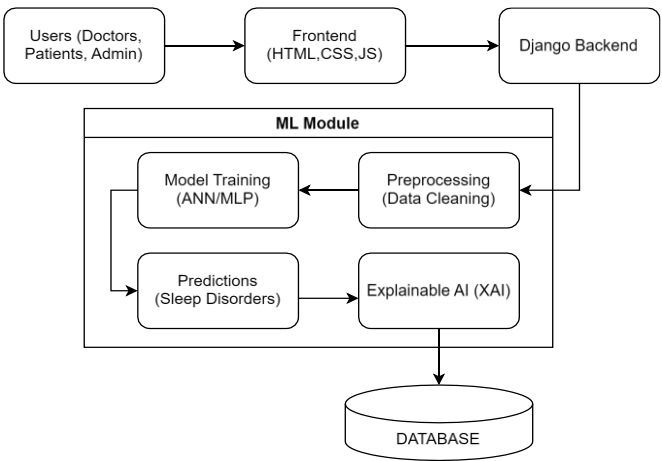 Users (Doctors,
Patients, Admin)
Frontend
(HTML,CSS,JS)
Django Backend
ML Module
Model Training
(ANN/MLP)
Preprocessing
(Data Cleaning)
Predictions
(Sleep Disorders)
Explainable AI (XAI)
DATABASE